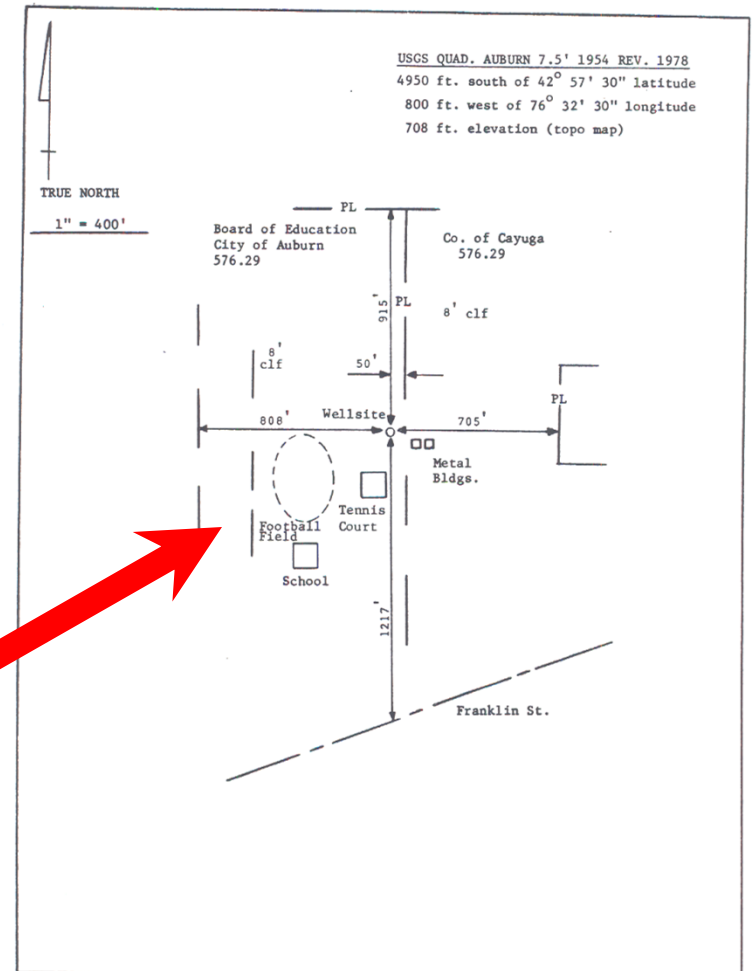 USGS QUAD. AUBURN 7.5' 1954 REV. 1978
4950 ft. south of 42° 57' 30" latitude
800 ft. west of 76° 32' 30" longitude
708 ft. elevation (topo map)
TRUE NORTH
1" = 400'
PL
Board of Education
City of Auburn
576.29
Co. of Cayuga
576.29
915'
PL
8' clf
8'
clf
50'
PL
808'
Wellsite
705'
Metal
Bldgs.
Tennis
Court
Football
Field
School
1217'
Franklin St.